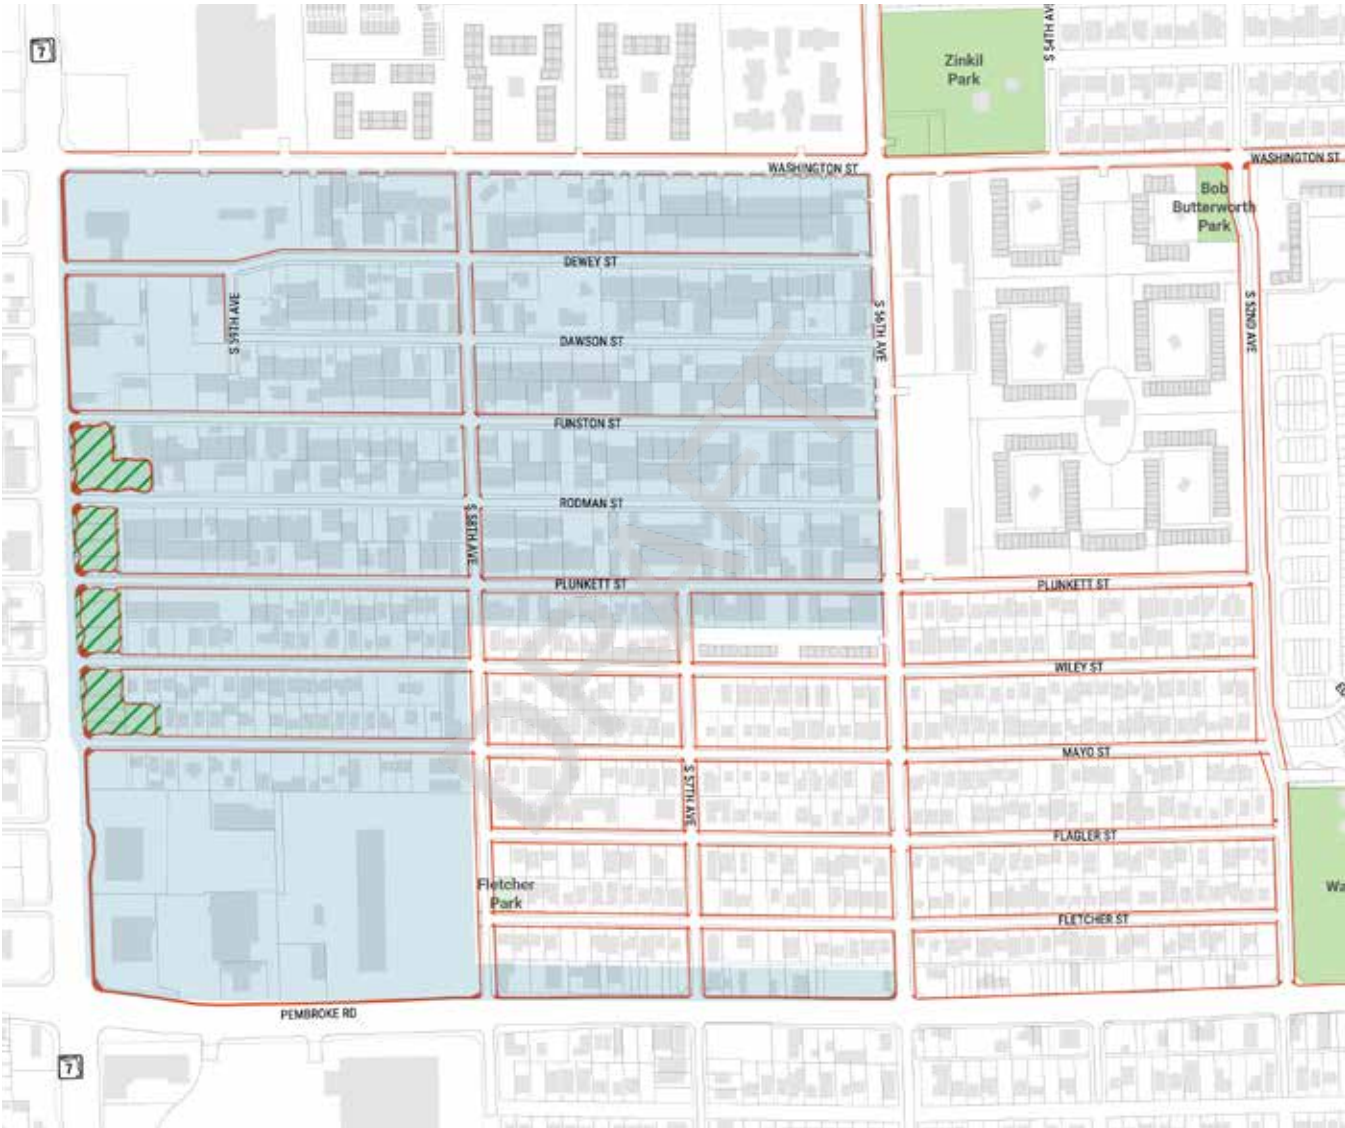 S 54TH AVE
7
Zinkil
Park
WASHINGTON ST
WASHINGTON ST
Bob
Butterworth
Park
DEWEY ST
S 59TH AVE
S 56TH AVE
S 52ND AVE
DAWSON ST
FUNSTON ST
RODMAN ST
S 58TH AVE
PLUNKETT ST
PLUNKETT ST
DRAFT
WILEY ST
MAYO ST
S 57TH AVE
FLAGLER ST
Fletcher
Park
Wa
FLETCHER ST
PEMBROKE RD
7